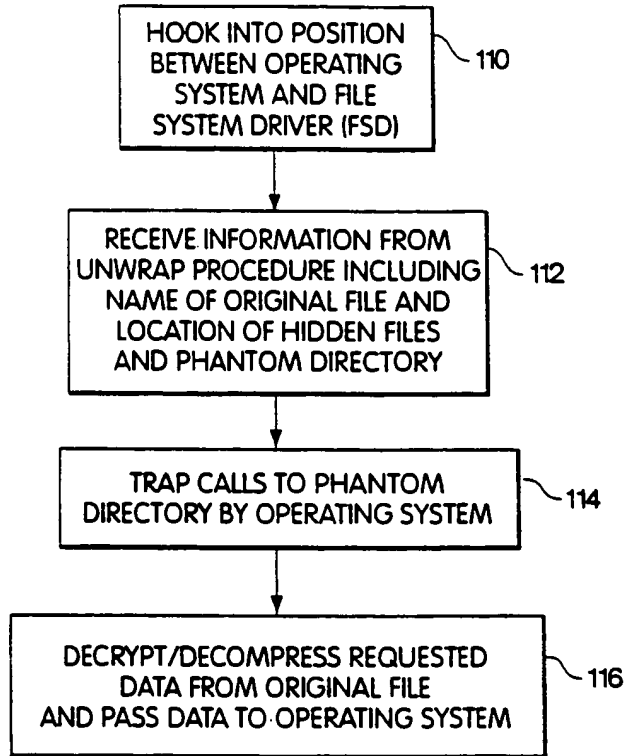 HOOK INTO POSITION
BETWEEN OPERATING
SYSTEM AND FILE
SYSTEM DRIVER (FSD)
110
RECEIVE INFORMATION FROM
UNWRAP PROCEDURE INCLUDING
NAME OF ORIGINAL FILE AND
LOCATION OF HIDDEN FILES
AND PHANTOM DIRECTORY
112
TRAP CALLS TO PHANTOM
DIRECTORY BY OPERATING SYSTEM
114
DECRYPT/DECOMPRESS REQUESTED
DATA FROM ORIGINAL FILE
AND PASS DATA TO OPERATING SYSTEM
116